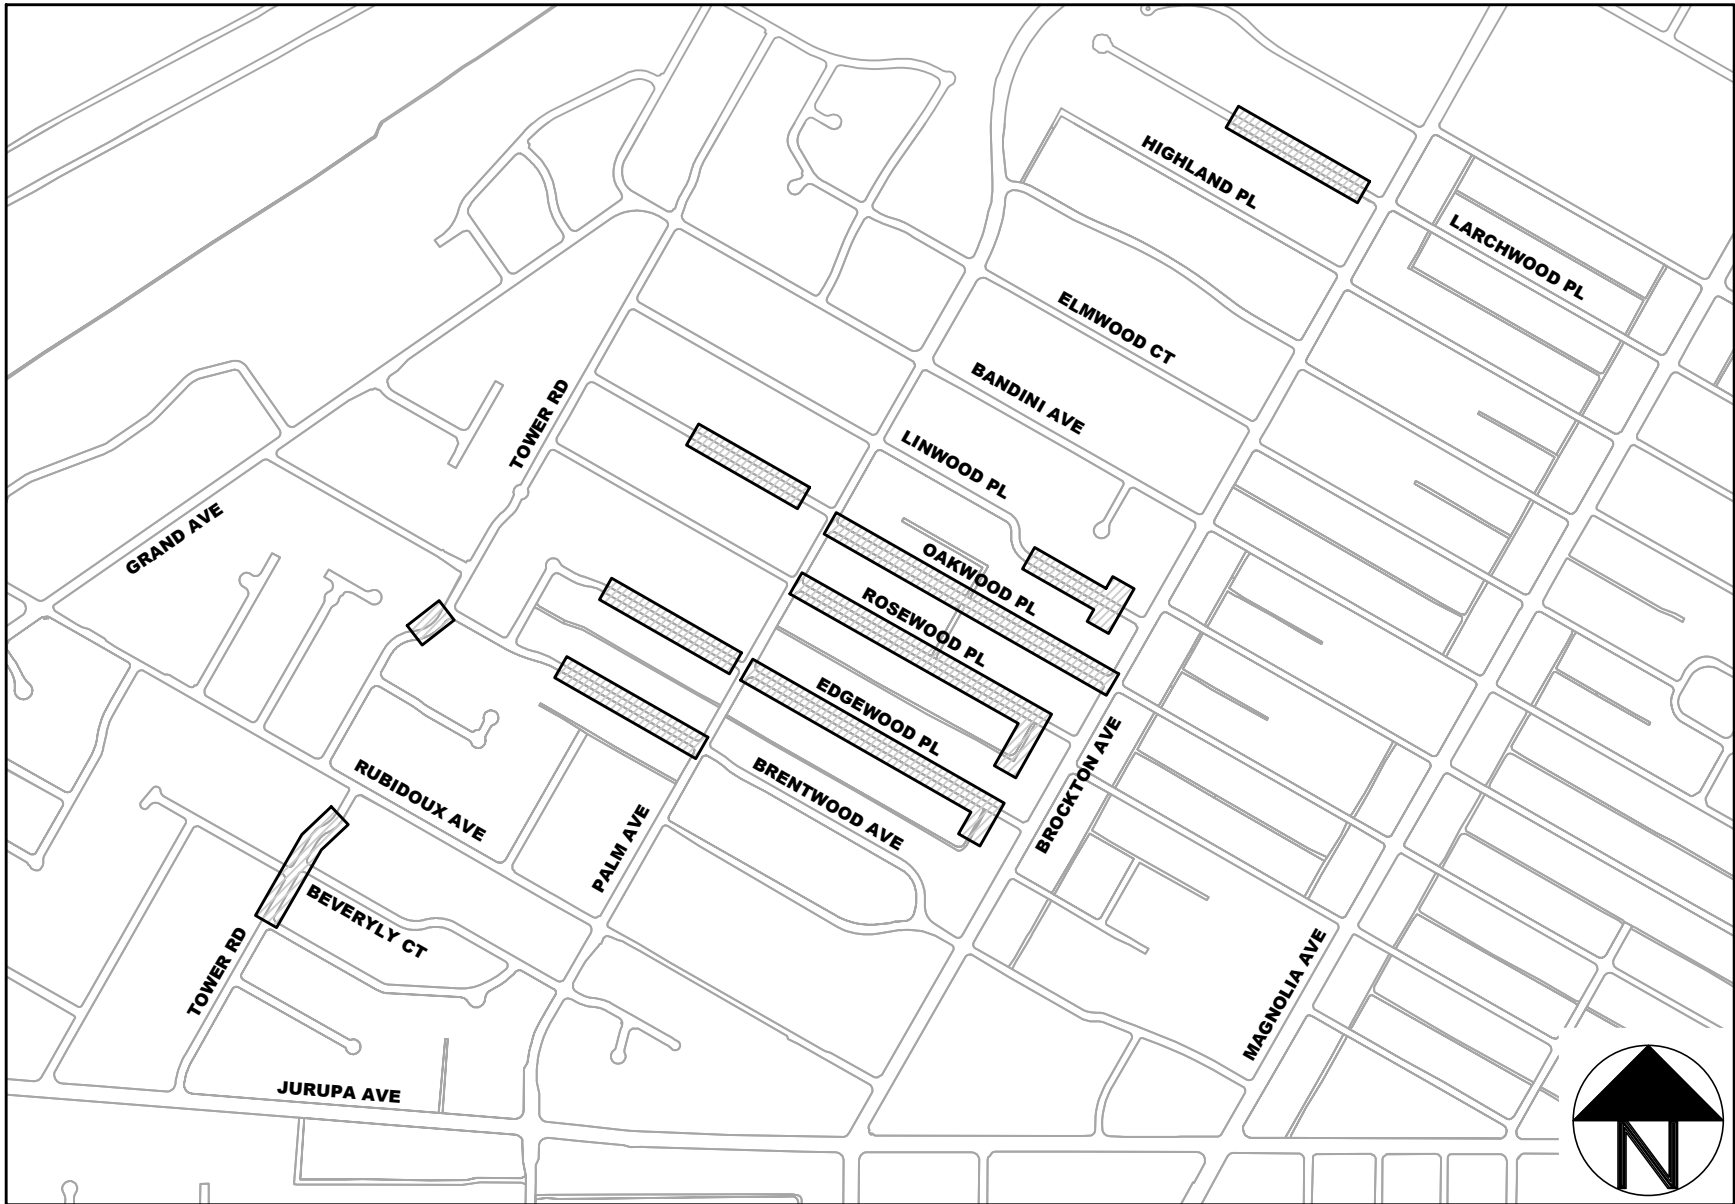 HIGHLAND PL
LARCHWOOD PL
ELMWOOD CT
BANDINI AVE
TOWER RD
LINWOOD PL
GRAND AVE
OAKWOOD PL
ROSEWOOD PL
EDGEWOOD PL
BROCKTON AVE
BRENTWOOD AVE
RUBIDOUX AVE
PALM AVE
BEVERYLY CT
TOWER RD
MAGNOLIA AVE
JURUPA AVE
N